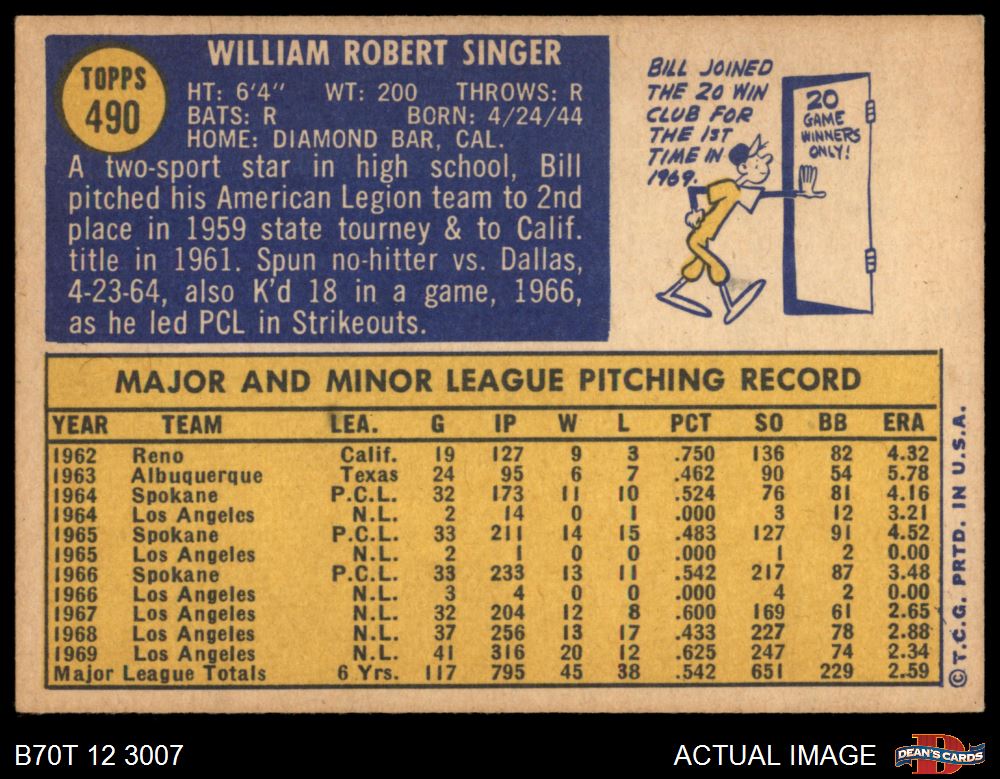 TOPPS
490
WILLIAM ROBERT SINGER
HT: 6'4" WT: 200 THROWS: R
BATS: R BORN: 4/24/44
HOME: DIAMOND BAR, CAL.
A two-sport star in high school, Bill
pitched his American Legion team to 2nd
place in 1959 state tourney & to Calif.
title in 1961. Spun no-hitter vs. Dallas,
4-23-64, also K'd 18 in a game, 1966,
as he led PCL in Strikeouts.
BILL JOINED
THE 20 WIN
CLUB FOR
THE 1ST
TIME IN
1969.
20
GAME
WINNERS
ONLY!
MAJOR AND MINOR LEAGUE PITCHING RECORD
YEAR TEAM LEA. G IP W L PCT SO BB ERA
1962 Reno Calif. 19 127 9 3 .750 136 82 4.32
1963 Albuquerque Texas 24 95 6 7 .462 90 54 5.78
1964 Spokane P.C.L. 32 173 11 10 .524 76 81 4.16
1964 Los Angeles N.L. 2 14 0 1 .000 3 12 3.21
1965 Spokane P.C.L. 33 211 14 15 .483 127 91 4.52
1965 Los Angeles N.L. 2 1 0 0 .000 1 2 0.00
1966 Spokane P.C.L. 33 233 13 11 .542 217 87 3.48
1966 Los Angeles N.L. 3 4 0 0 .000 4 2 0.00
1967 Los Angeles N.L. 32 204 12 8 .600 169 61 2.65
1968 Los Angeles N.L. 37 256 13 17 .433 227 78 2.88
1969 Los Angeles N.L. 41 316 20 12 .625 247 74 2.34
Major League Totals 6 Yrs. 117 795 45 38 .542 651 229 2.59
© T.C.G. PRTD. IN U.S.A.
B70T 12 3007
ACTUAL IMAGE
D
DEAN'S CARDS